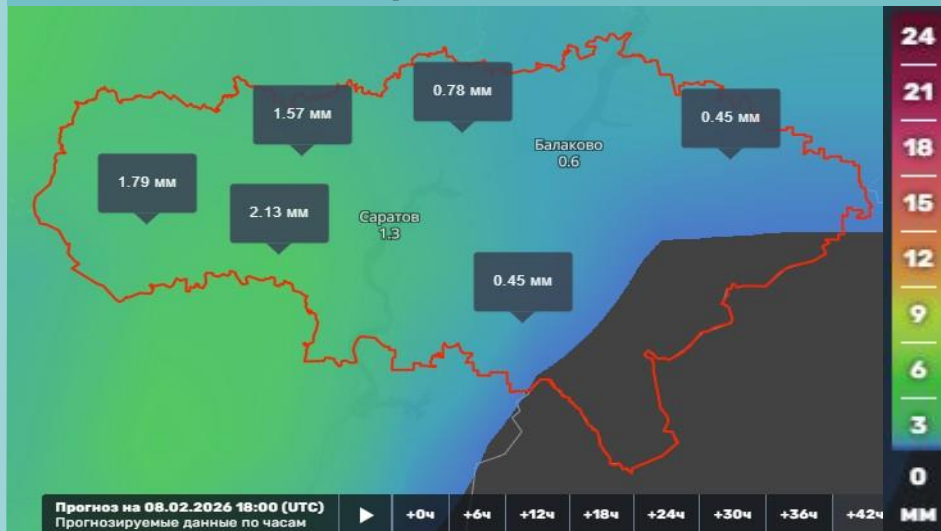 24
21
0.78 мм
1.57 мм
0.45 мм
18
Балаково
0.6
1.79 мм
15
2.13 мм
Саратов
1.3
12
0.45 мм
9
6
3
0
Прогноз на 08.02.2026 18:00 (UTC)
Прогнозируемые данные по часам
+0ч +6ч +12ч +18ч +24ч +30ч +36ч +42ч
ММ